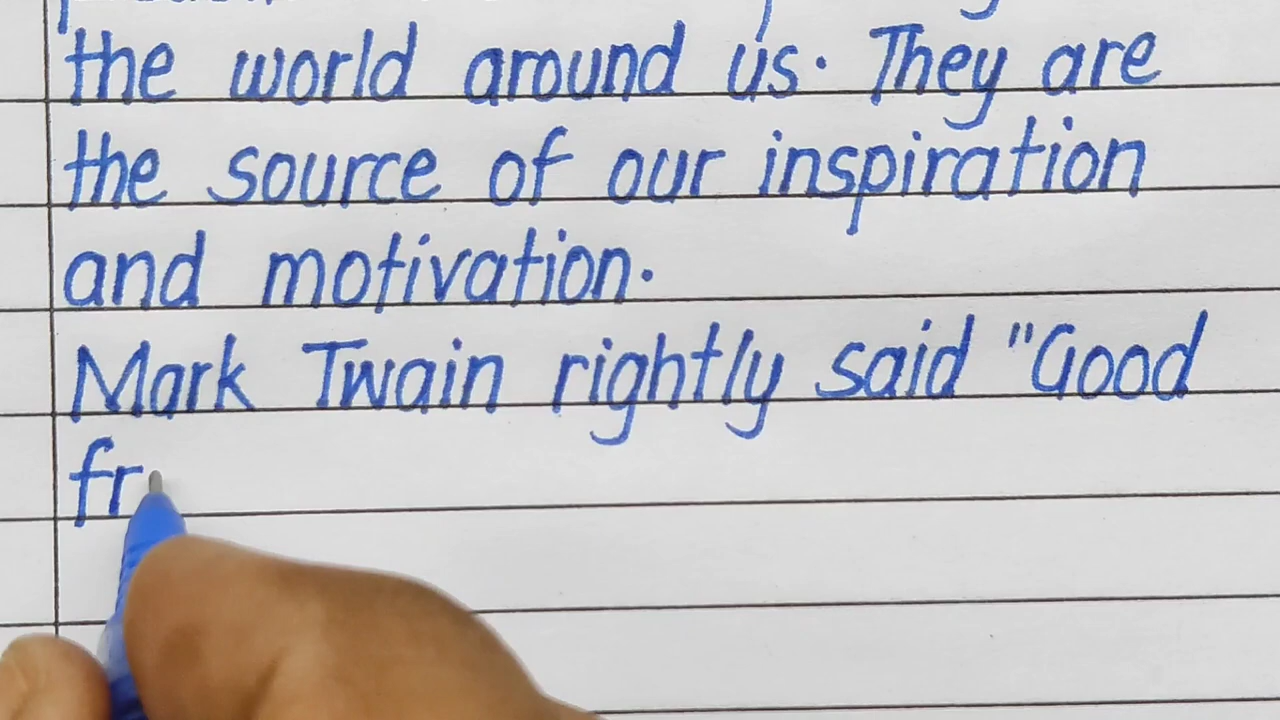 the world around us. They are
the source of our inspiration
and motivation.
Mark Twain rightly said "Good
fr